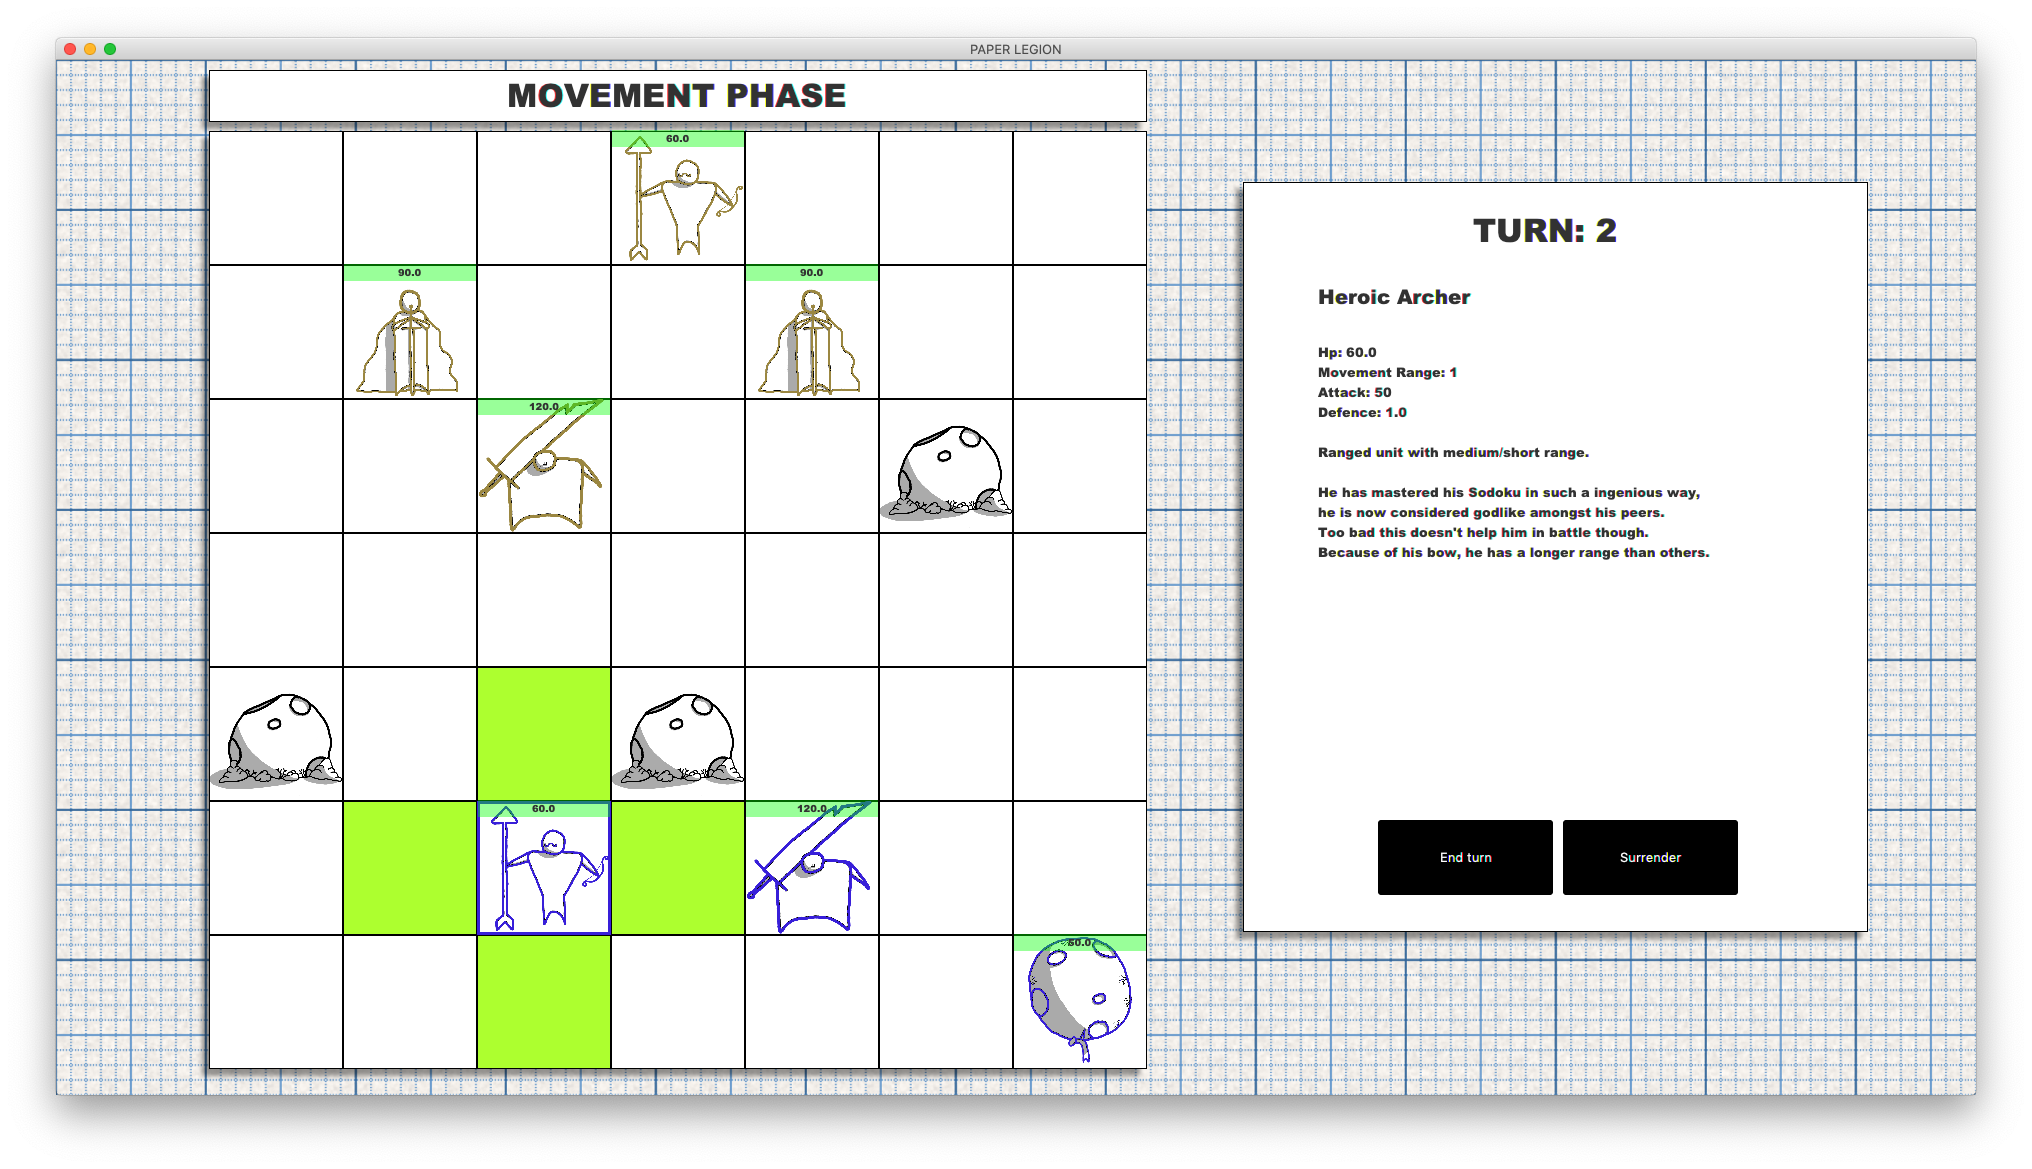 PAPER LEGION
MOVEMENT PHASE
60.0
90.0
90.0
120.0
60.0
120.0
TURN: 2
Heroic Archer
Hp: 60.0
Movement Range: 1
Attack: 50
Defence: 1.0
Ranged unit with medium/short range.
He has mastered his Sodoku in such a ingenious way,
he is now considered godlike amongst his peers.
Too bad this doesn't help him in battle though.
Because of his bow, he has a longer range than others.
End turn
Surrender